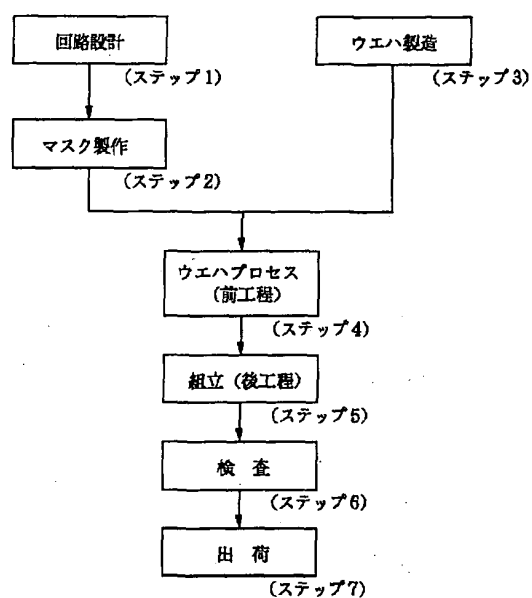 回路設計
(ステップ1)
ウエハ製造
(ステップ3)
マスク製作
(ステップ2)
ウエハプロセス
(前工程)
(ステップ4)
組立(後工程)
(ステップ5)
検 査
(ステップ6)
出 荷
(ステップ7)